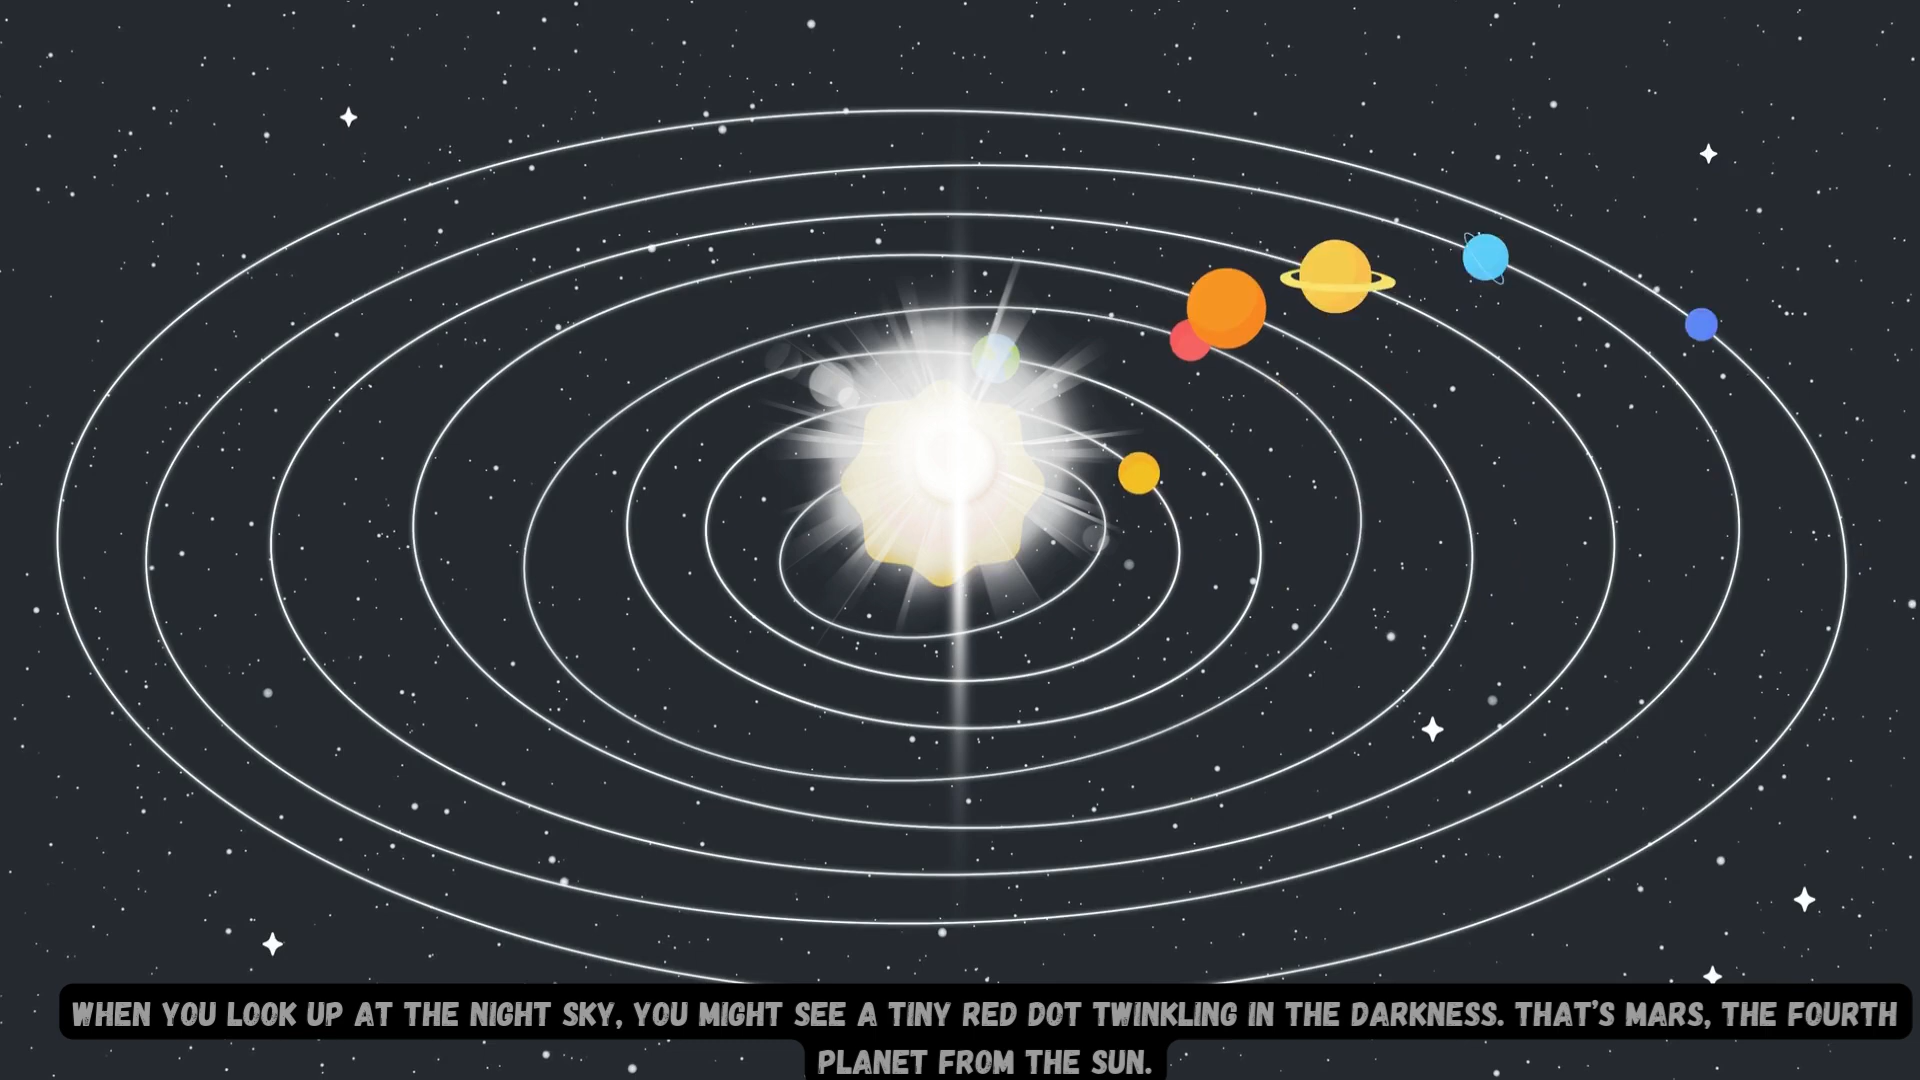 WHEN YOU LOOK UP AT THE NIGHT SKY, YOU MIGHT SEE A TINY RED DOT TWINKLING IN THE DARKNESS. THAT'S MARS, THE FOURTH
PLANET FROM THE SUN.